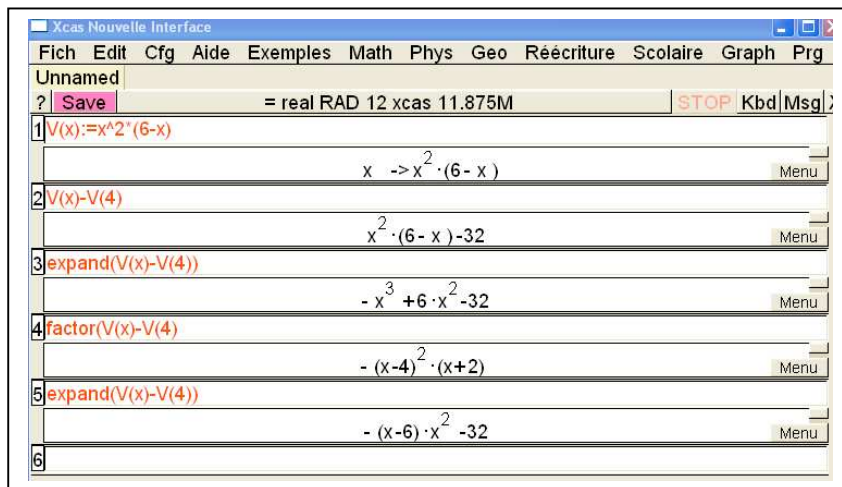 Xcas Nouvelle Interface
Fich Edit Cfg Aide Exemples Math Phys Geo Réécriture Scolaire Graph Prg
Unnamed
? Save = real RAD 12 xcas 11.875M STOP Kbd Msg X
1 V(x):=x^2*(6-x)
x ->x²·(6-x)
Menu
2 V(x)-V(4)
x²·(6-x)-32
Menu
3 expand(V(x)-V(4))
-x³+6·x²-32
Menu
4 factor(V(x)-V(4)
-(x-4)²·(x+2)
Menu
5 expand(V(x)-V(4))
-(x-6)·x²-32
Menu
6